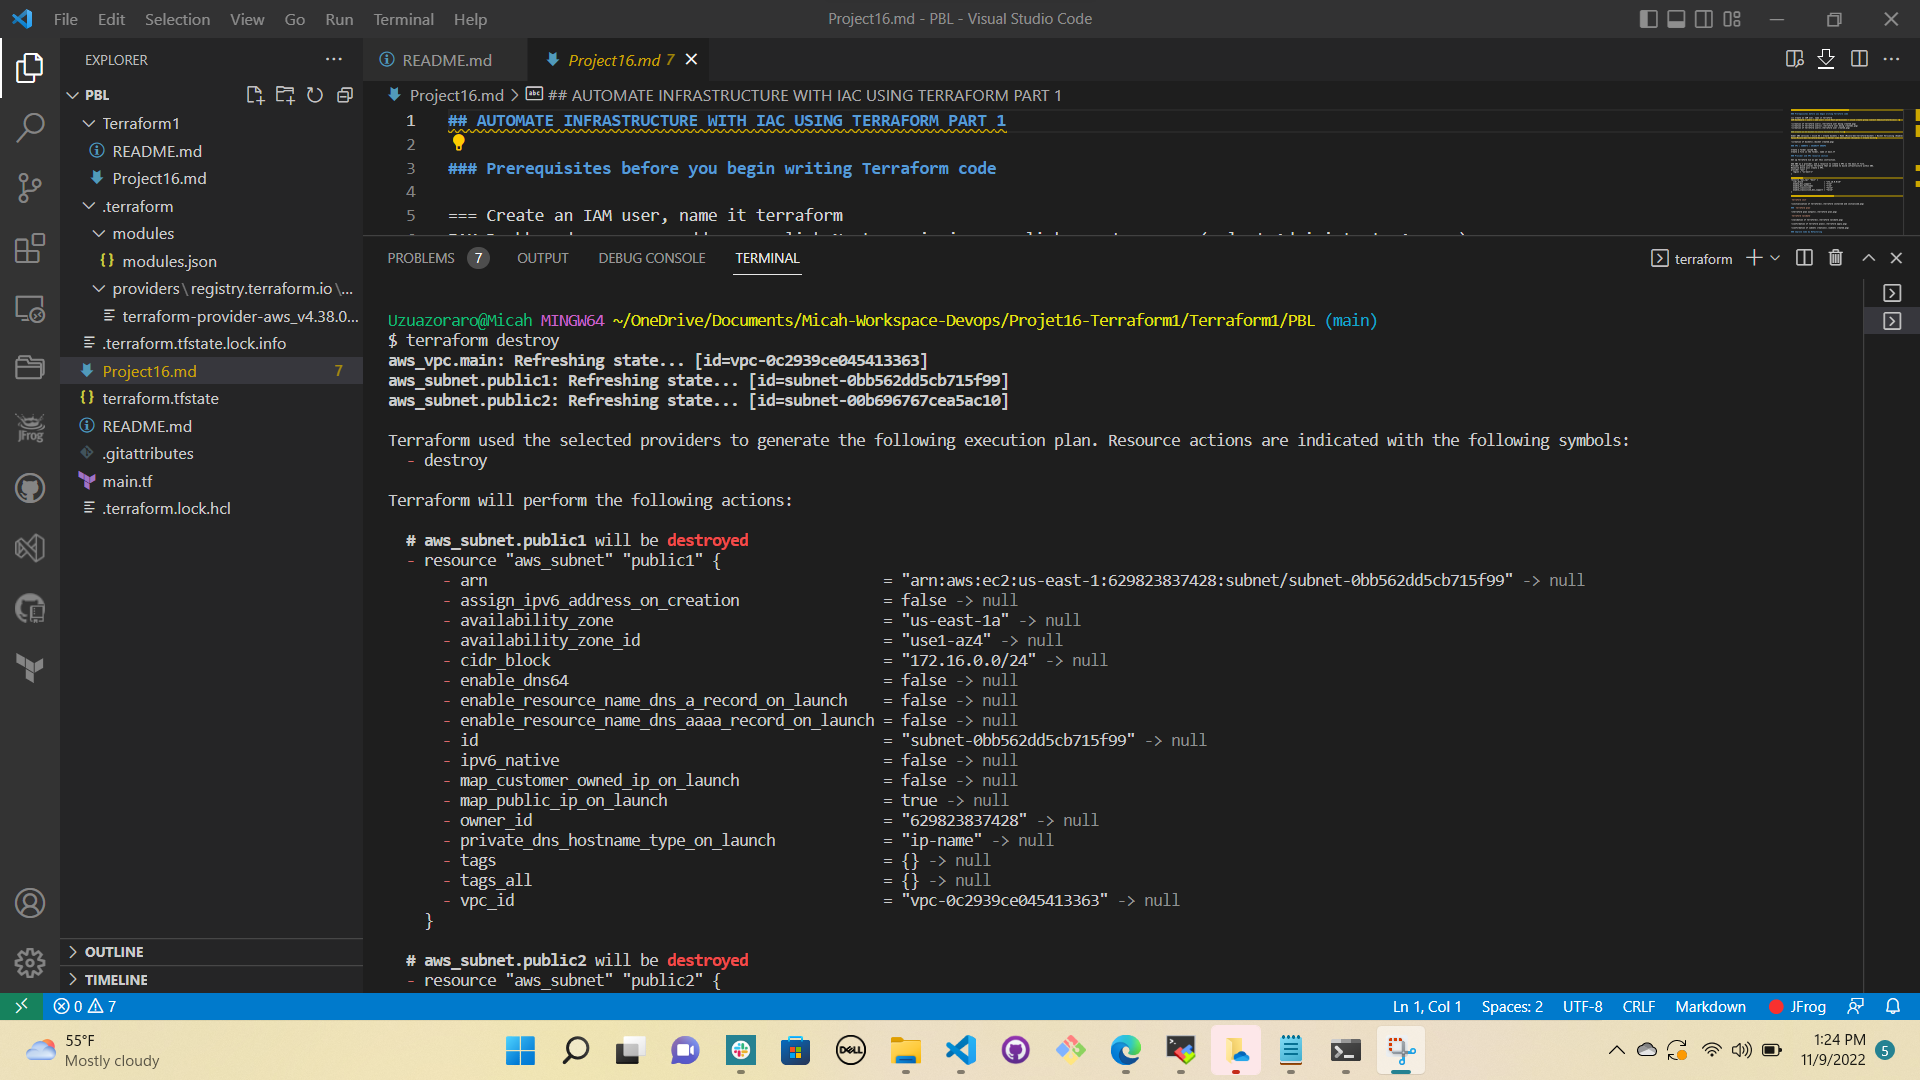 File Edit Selection View Go Run Terminal Help
Project16.md - PBL - Visual Studio Code
EXPLORER
PBL
Terraform1
README.md
Project16.md
.terraform
modules
modules.json
providers\registry.terraform.io\...
terraform-provider-aws_v4.38.0...
.terraform.tfstate.lock.info
Project16.md 7
terraform.tfstate
README.md
.gitattributes
main.tf
.terraform.lock.hcl
OUTLINE
TIMELINE
JFrog
README.md
Project16.md 7
Project16.md > abc ## AUTOMATE INFRASTRUCTURE WITH IAC USING TERRAFORM PART 1
1 ## AUTOMATE INFRASTRUCTURE WITH IAC USING TERRAFORM PART 1
2
3 ### Prerequisites before you begin writing Terraform code
4
5 === Create an IAM user, name it terraform
PROBLEMS 7 OUTPUT DEBUG CONSOLE TERMINAL
terraform
Uzuazoraro@Micah MINGW64 ~/OneDrive/Documents/Micah-Workspace-Devops/Projet16-Terraform1/Terraform1/PBL (main)
$ terraform destroy
aws_vpc.main: Refreshing state... [id=vpc-0c2939ce045413363]
aws_subnet.public1: Refreshing state... [id=subnet-0bb562dd5cb715f99]
aws_subnet.public2: Refreshing state... [id=subnet-00b696767cea5ac10]
Terraform used the selected providers to generate the following execution plan. Resource actions are indicated with the following symbols:
- destroy
Terraform will perform the following actions:
# aws_subnet.public1 will be destroyed
- resource "aws_subnet" "public1" {
- arn = "arn:aws:ec2:us-east-1:629823837428:subnet/subnet-0bb562dd5cb715f99" -> null
- assign_ipv6_address_on_creation = false -> null
- availability_zone = "us-east-1a" -> null
- availability_zone_id = "use1-az4" -> null
- cidr_block = "172.16.0.0/24" -> null
- enable_dns64 = false -> null
- enable_resource_name_dns_a_record_on_launch = false -> null
- enable_resource_name_dns_aaaa_record_on_launch = false -> null
- id = "subnet-0bb562dd5cb715f99" -> null
- ipv6_native = false -> null
- map_customer_owned_ip_on_launch = false -> null
- map_public_ip_on_launch = true -> null
- owner_id = "629823837428" -> null
- private_dns_hostname_type_on_launch = "ip-name" -> null
- tags = {} -> null
- tags_all = {} -> null
- vpc_id = "vpc-0c2939ce045413363" -> null
}
# aws_subnet.public2 will be destroyed
- resource "aws_subnet" "public2" {
0 7
Ln 1, Col 1 Spaces: 2 UTF-8 CRLF Markdown JFrog
55°F
Mostly cloudy
DELL
1:24 PM
11/9/2022
5